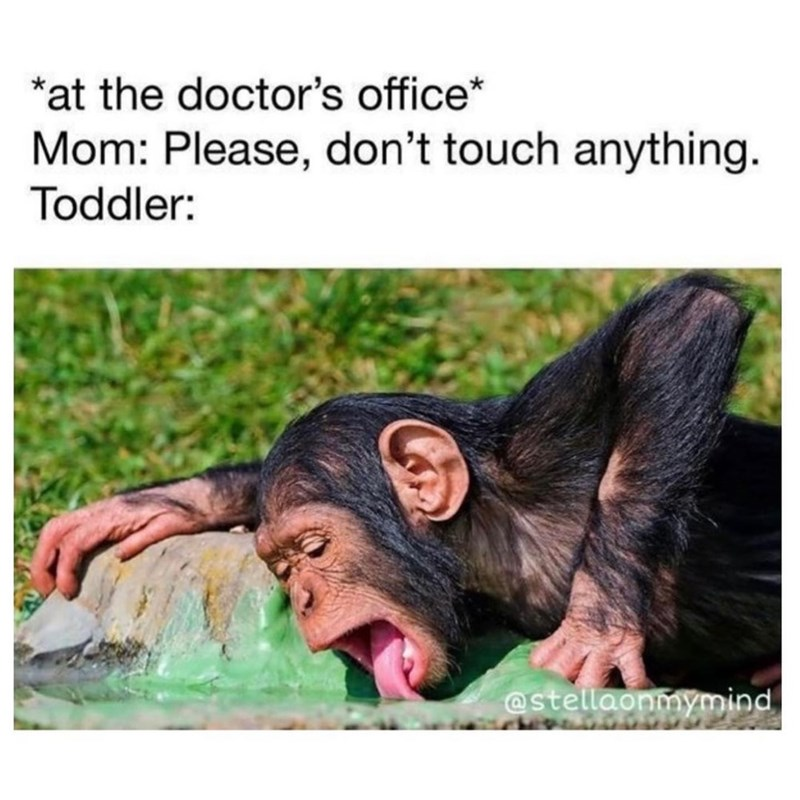 *at the doctor’s office*
Mom: Please, don’t touch anything.
Toddler:
@stellaonmymind